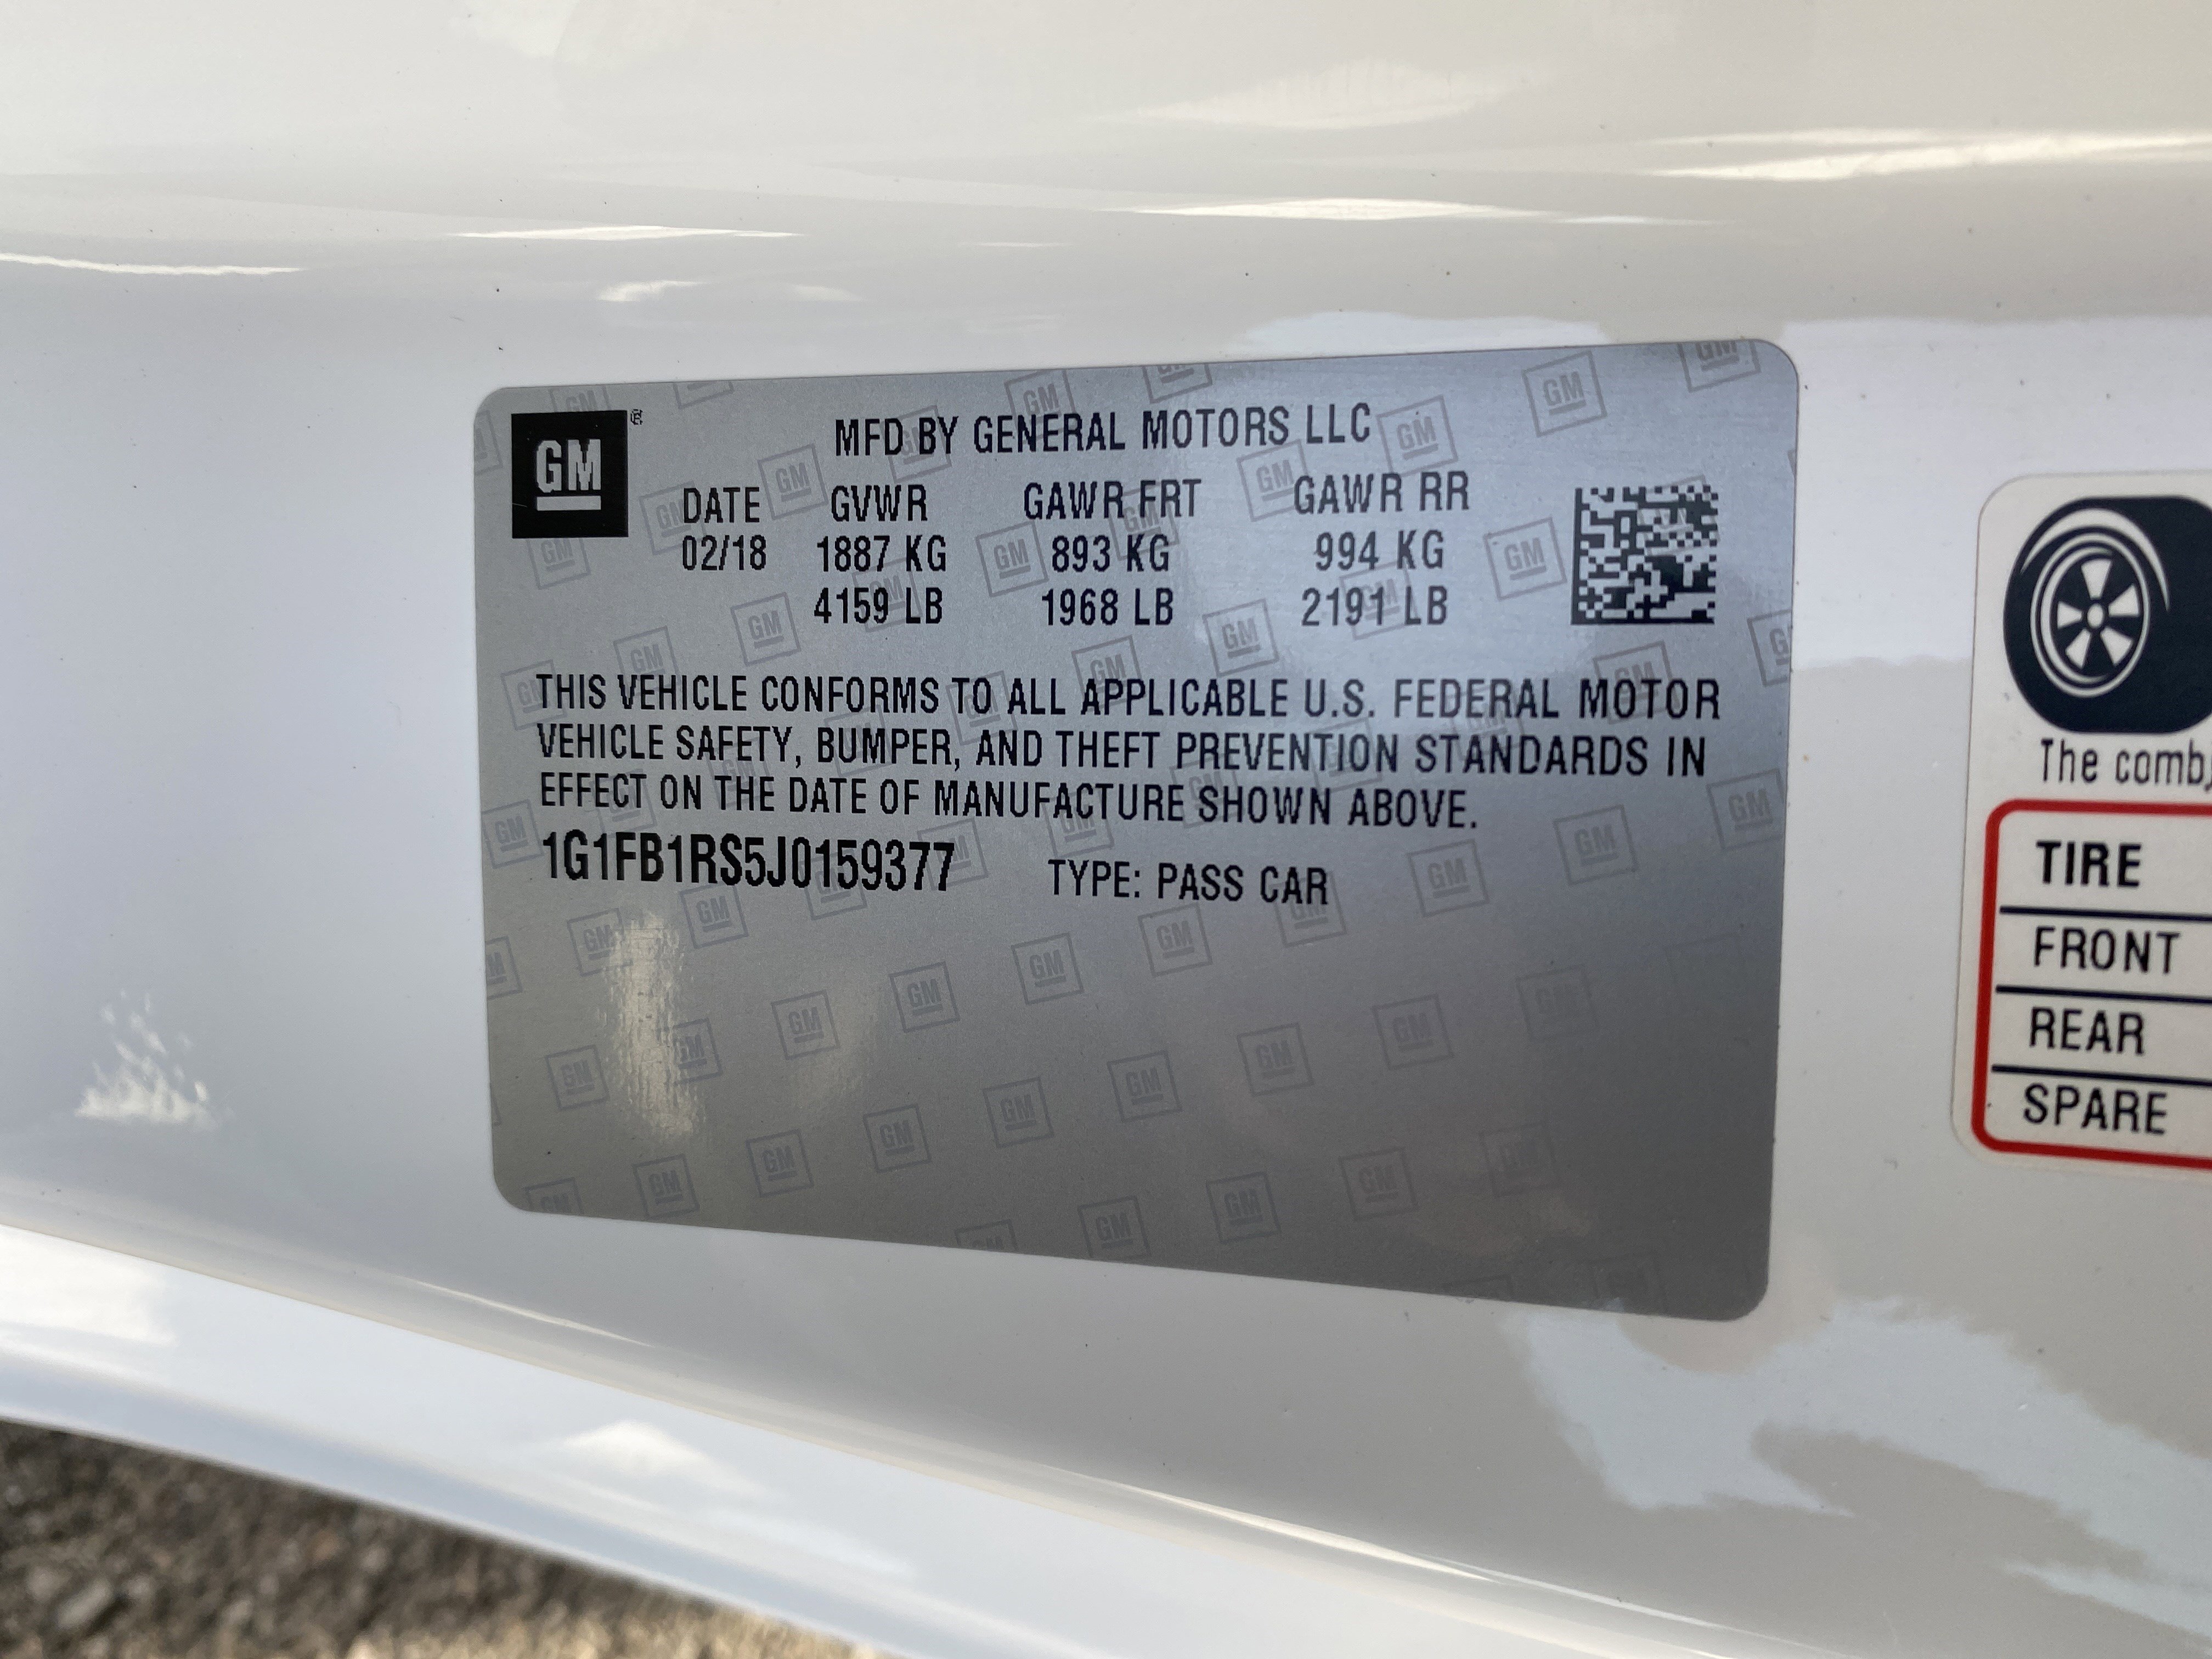 GM
MFD BY GENERAL MOTORS LLC
DATE GVWR GAWR FRT GAWR RR
02/18 1887 KG 893 KG 994 KG
4159 LB 1968 LB 2191 LB
THIS VEHICLE CONFORMS TO ALL APPLICABLE U.S. FEDERAL MOTOR
VEHICLE SAFETY, BUMPER, AND THEFT PREVENTION STANDARDS IN
EFFECT ON THE DATE OF MANUFACTURE SHOWN ABOVE.
1G1FB1RS5J0159377 TYPE: PASS CAR
The
TIRE
FRONT
REAR
SPARE